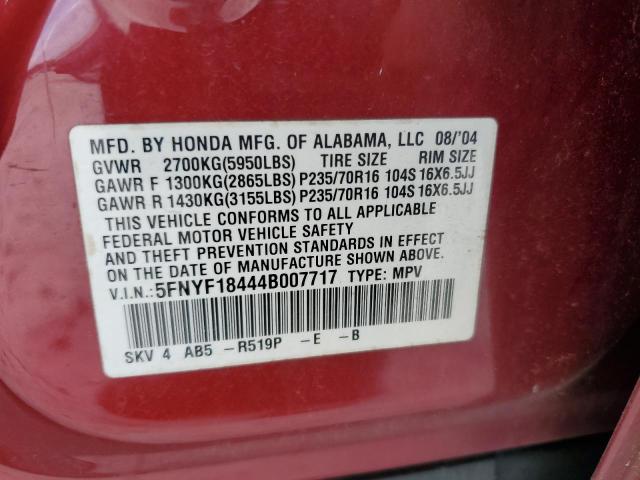 MFD. BY HONDA MFG. OF ALABAMA, LLC 08/'04
GVWR 2700KG(5950LBS) TIRE SIZE RIM SIZE
GAWR F 1300KG(2865LBS) P235/70R16 104S 16X6.5JJ
GAWR R 1430KG(3155LBS) P235/70R16 104S 16X6.5JJ
THIS VEHICLE CONFORMS TO ALL APPLICABLE
FEDERAL MOTOR VEHICLE SAFETY
AND THEFT PREVENTION STANDARDS IN EFFECT
ON THE DATE OF MANUFACTURE SHOWN ABOVE.
V.I.N.: 5FNYF18444B007717 TYPE: MPV
SKV 4 AB5 -R519P -E -B